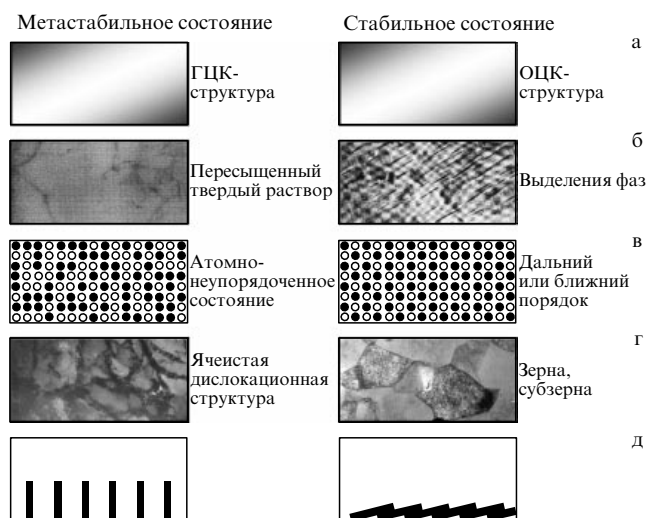 Метастабильное состояние
Стабильное состояние
а
ГЦК-
структура
ОЦК-
структура
б
Пересыщенный
твердый раствор
Выделения фаз
в
Атомно-
неупорядоченное
состояние
Дальний
или ближний
порядок
г
Ячеистая
дислокационная
структура
Зерна,
субзерна
д